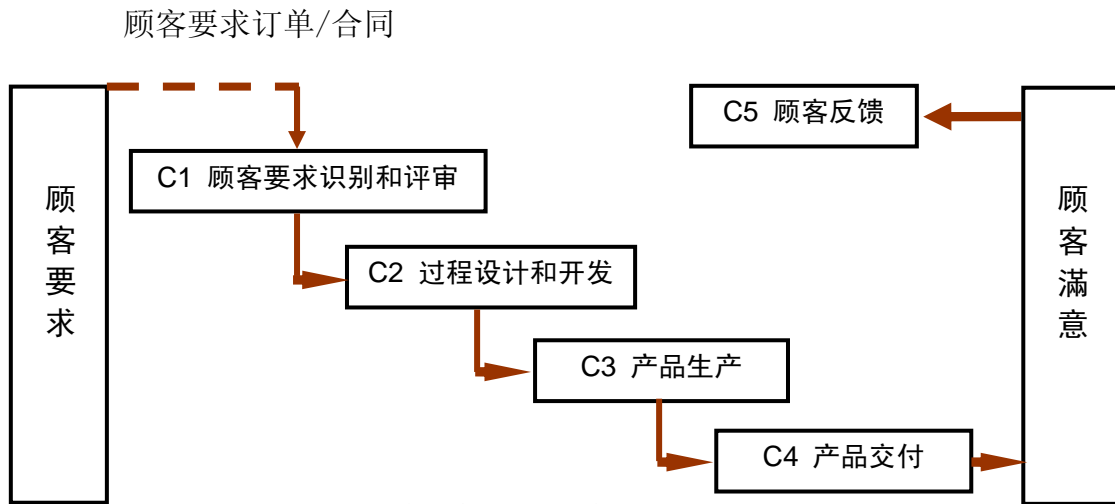 顾客要求订单/合同
顾客要求
C1 顾客要求识别和评审
C2 过程设计和开发
C3 产品生产
C4 产品交付
C5 顾客反馈
顾客滿意